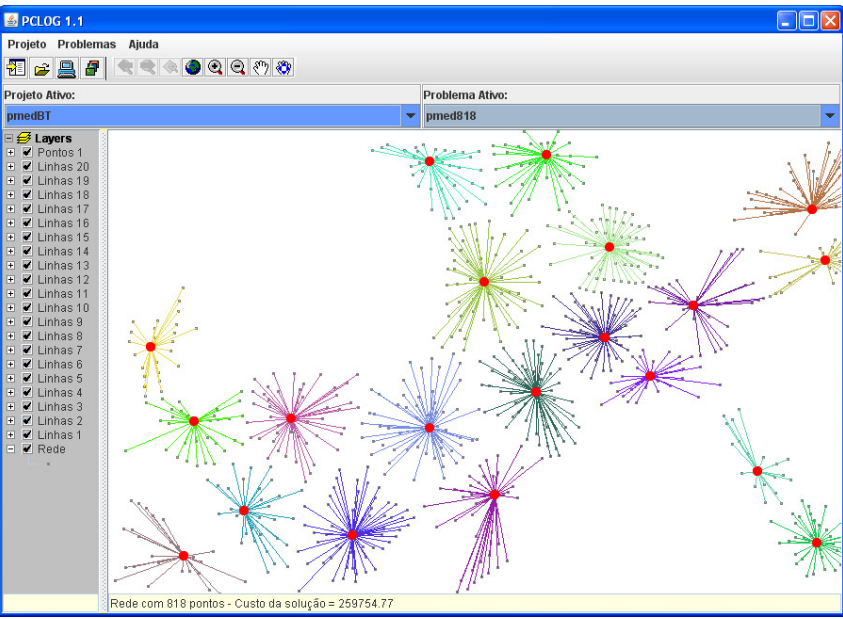 PCLOG 1.1
Projeto Problemas Ajuda
Projeto Ativo: Problema Ativo:
pmedBT pmed818
Layers
Pontos 1
Linhas 20
Linhas 19
Linhas 18
Linhas 17
Linhas 16
Linhas 15
Linhas 14
Linhas 13
Linhas 12
Linhas 11
Linhas 10
Linhas 9
Linhas 8
Linhas 7
Linhas 6
Linhas 5
Linhas 4
Linhas 3
Linhas 2
Linhas 1
Rede
Rede com 818 pontos - Custo da solução = 259754.77